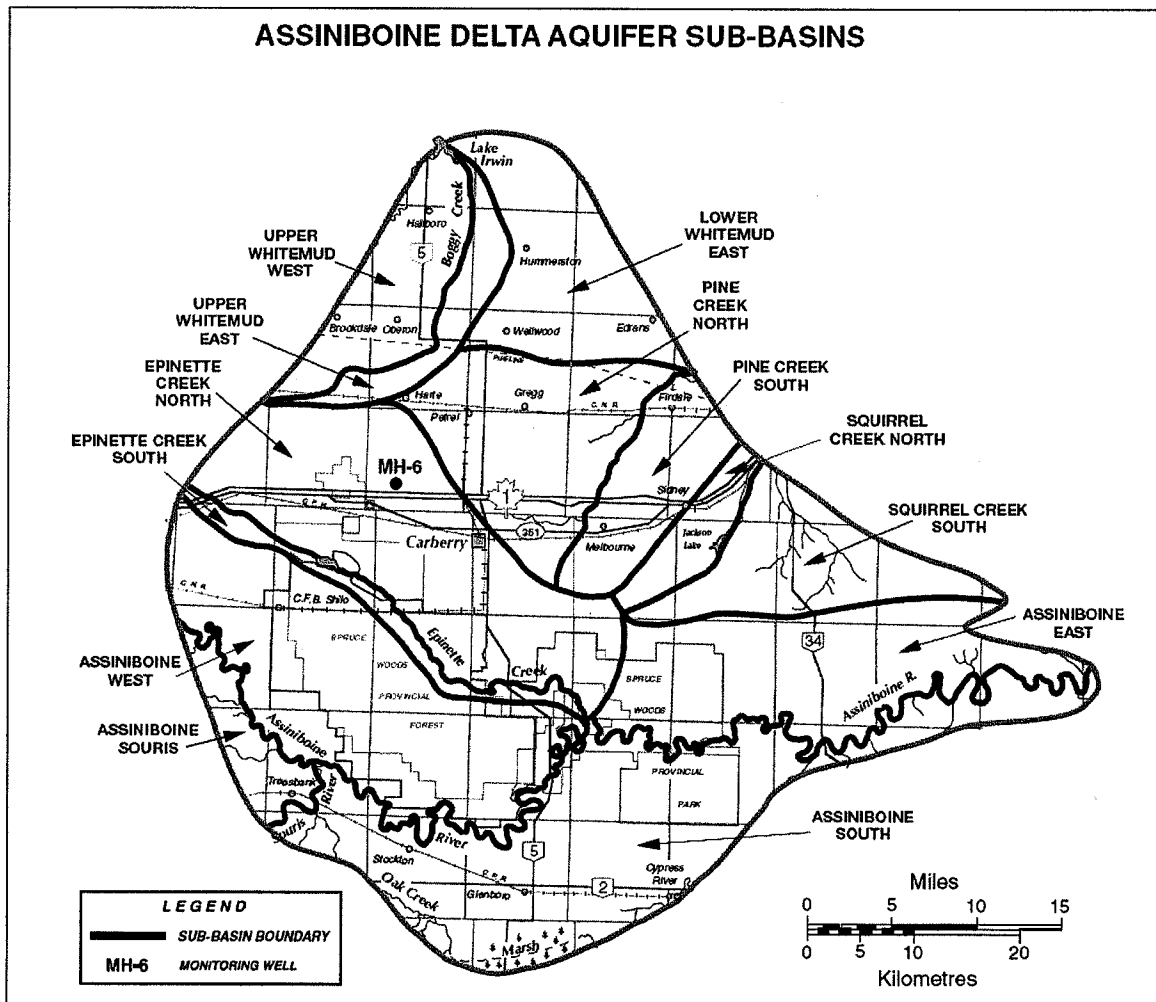 ASSINIBOINE DELTA AQUIFER SUB-BASINS
Lake
Irwin
Boggy Creek
Hallboro
5
UPPER
WHITEMUD
WEST
LOWER
WHITEMUD
EAST
Hummerston
PINE
CREEK
NORTH
UPPER
WHITEMUD
EAST
Brookdale
Oberon
Wellwood
Edrans
PIPELINE
EPINETTE
CREEK
NORTH
PINE CREEK
SOUTH
Harte
Gregg
Firdale
C.N.R.
Petrel
SQUIRREL
CREEK NORTH
EPINETTE CREEK
SOUTH
MH-6
1
Sidney
C.P.R.
351
SQUIRREL CREEK
SOUTH
Carberry
Melbourne
Jackson
Lake
C.N.R.
C.F.B. Shilo
34
ASSINIBOINE
EAST
SPRUCE
WOODS
PROVINCIAL
FOREST
Epinette
Creek
SPRUCE
WOODS
PROVINCIAL
PARK
ASSINIBOINE
WEST
Assiniboine R.
ASSINIBOINE
SOURIS
Assiniboine
River
Treesbank
River
Souris
ASSINIBOINE
SOUTH
Stockton
5
C.P.R.
Cypress
River
Oak Creek
Glenboro
2
Marsh
LEGEND
SUB-BASIN BOUNDARY
MH-6 MONITORING WELL
Miles
0 5 10 15
0 5 10 20
Kilometres